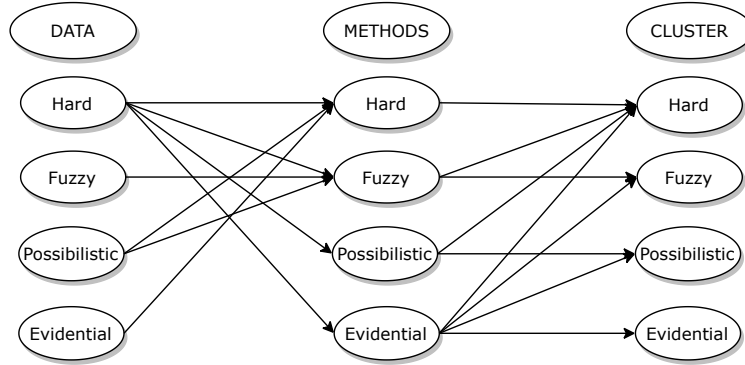 DATA METHODS CLUSTER
Hard Hard Hard
Fuzzy Fuzzy Fuzzy
Possibilistic Possibilistic Possibilistic
Evidential Evidential Evidential